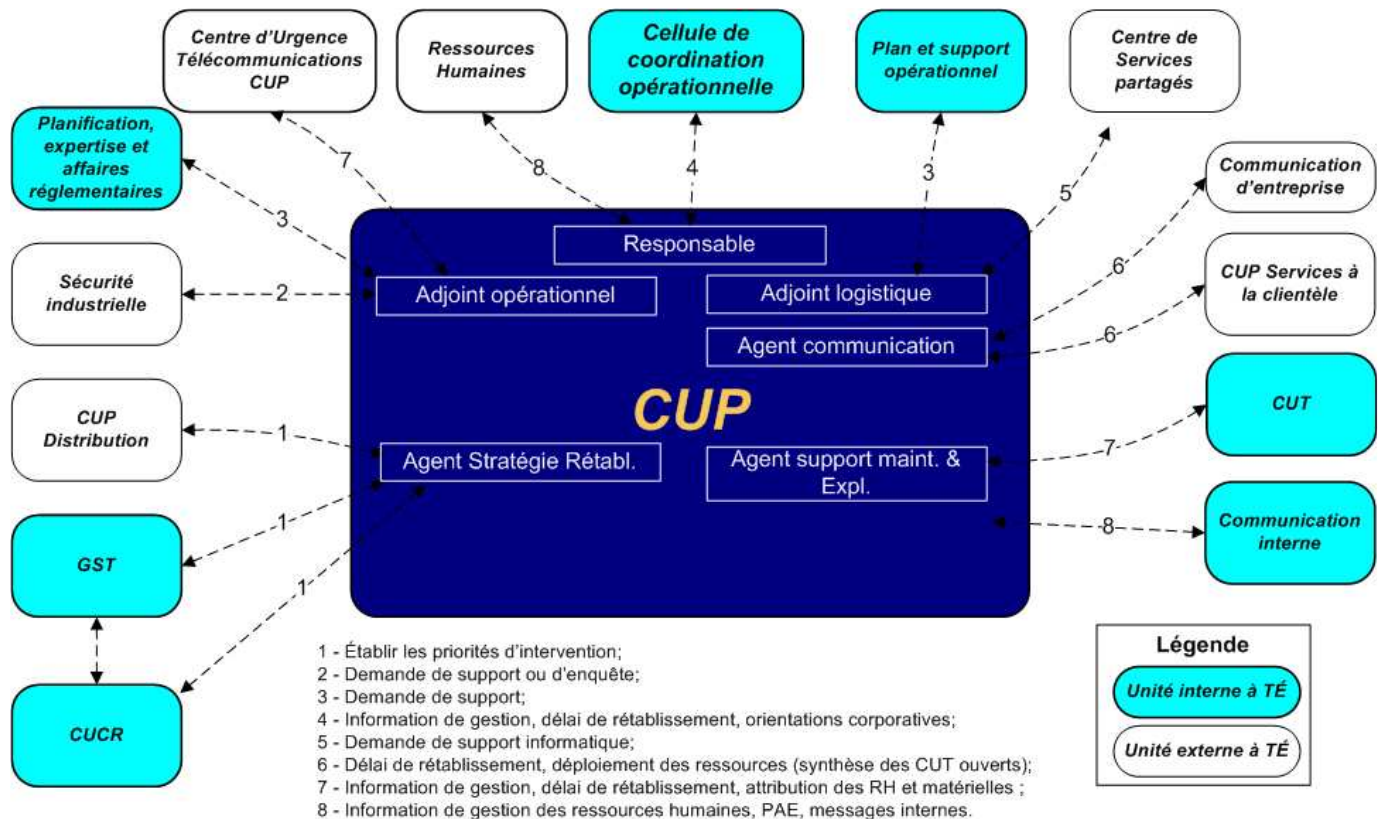 Centre d'Urgence
Télécommunications
CUP
Ressources
Humaines
Cellule de
coordination
opérationnelle
Plan et support
opérationnel
Centre de
Services
partagés
Planification,
expertise et
affaires
réglementaires
Communication
d'entreprise
7
8
4
3
5
3
6
Responsable
Sécurité
industrielle
2
Adjoint opérationnel
Adjoint logistique
CUP Services à
la clientèle
Agent communication
6
CUP
Distribution
1
CUP
CUT
Agent Stratégie Rétabl.
Agent support maint. &
Expl.
7
GST
1
8
Communication
interne
1
CUCR
1 - Établir les priorités d'intervention;
2 - Demande de support ou d'enquête;
3 - Demande de support;
4 - Information de gestion, délai de rétablissement, orientations corporatives;
5 - Demande de support informatique;
6 - Délai de rétablissement, déploiement des ressources (synthèse des CUT ouverts);
7 - Information de gestion, délai de rétablissement, attribution des RH et matérielles ;
8 - Information de gestion des ressources humaines, PAE, messages internes.
Légende
Unité interne à TÉ
Unité externe à TÉ